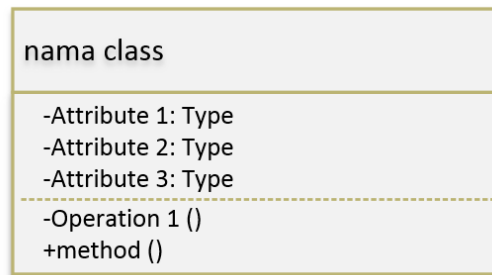 nama class
-Attribute 1: Type
-Attribute 2: Type
-Attribute 3: Type
-Operation 1 ()
+method ()